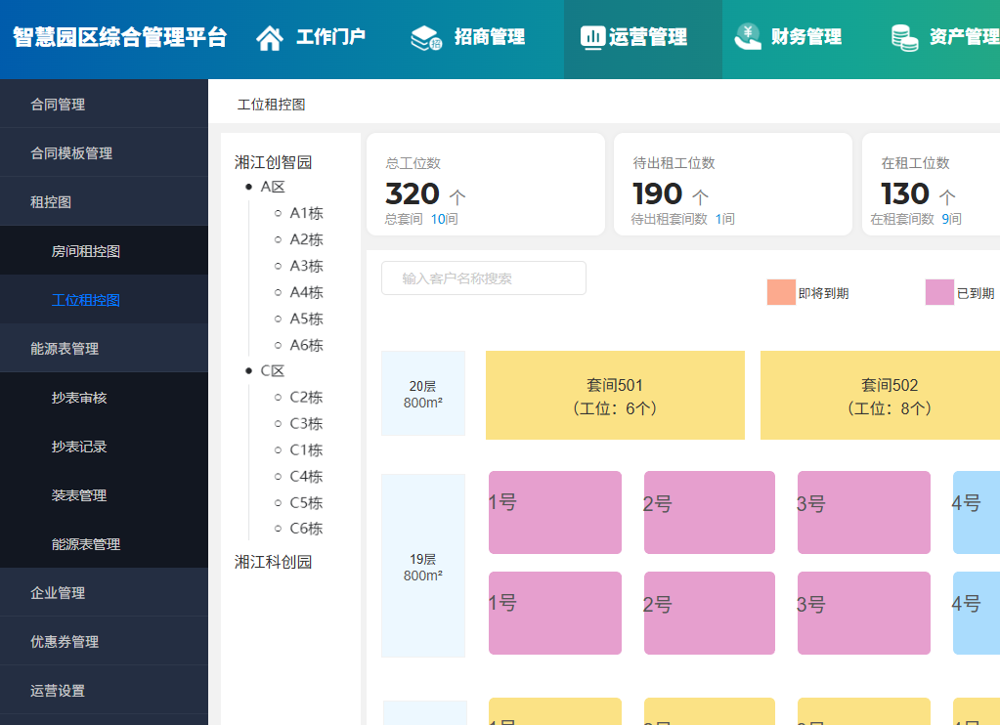 智慧园区综合管理平台
工作门户
招商管理
运营管理
财务管理
资产管理
合同管理
合同模板管理
租控图
房间租控图
工位租控图
能源表管理
抄表审核
抄表记录
装表管理
能源表管理
企业管理
优惠券管理
运营设置
工位租控图
湘江创智园
A区
A1栋
A2栋
A3栋
A4栋
A5栋
A6栋
C区
C2栋
C3栋
C1栋
C4栋
C5栋
C6栋
湘江科创园
总工位数
320 个
总套间 10间
待出租工位数
190 个
待出租套间数 1间
在租工位数
130 个
在租套间数 9间
输入客户名称搜索
即将到期
已到期
20层
800m²
套间501
（工位：6个）
套间502
（工位：8个）
19层
800m²
1号
2号
3号
4号
1号
2号
3号
4号